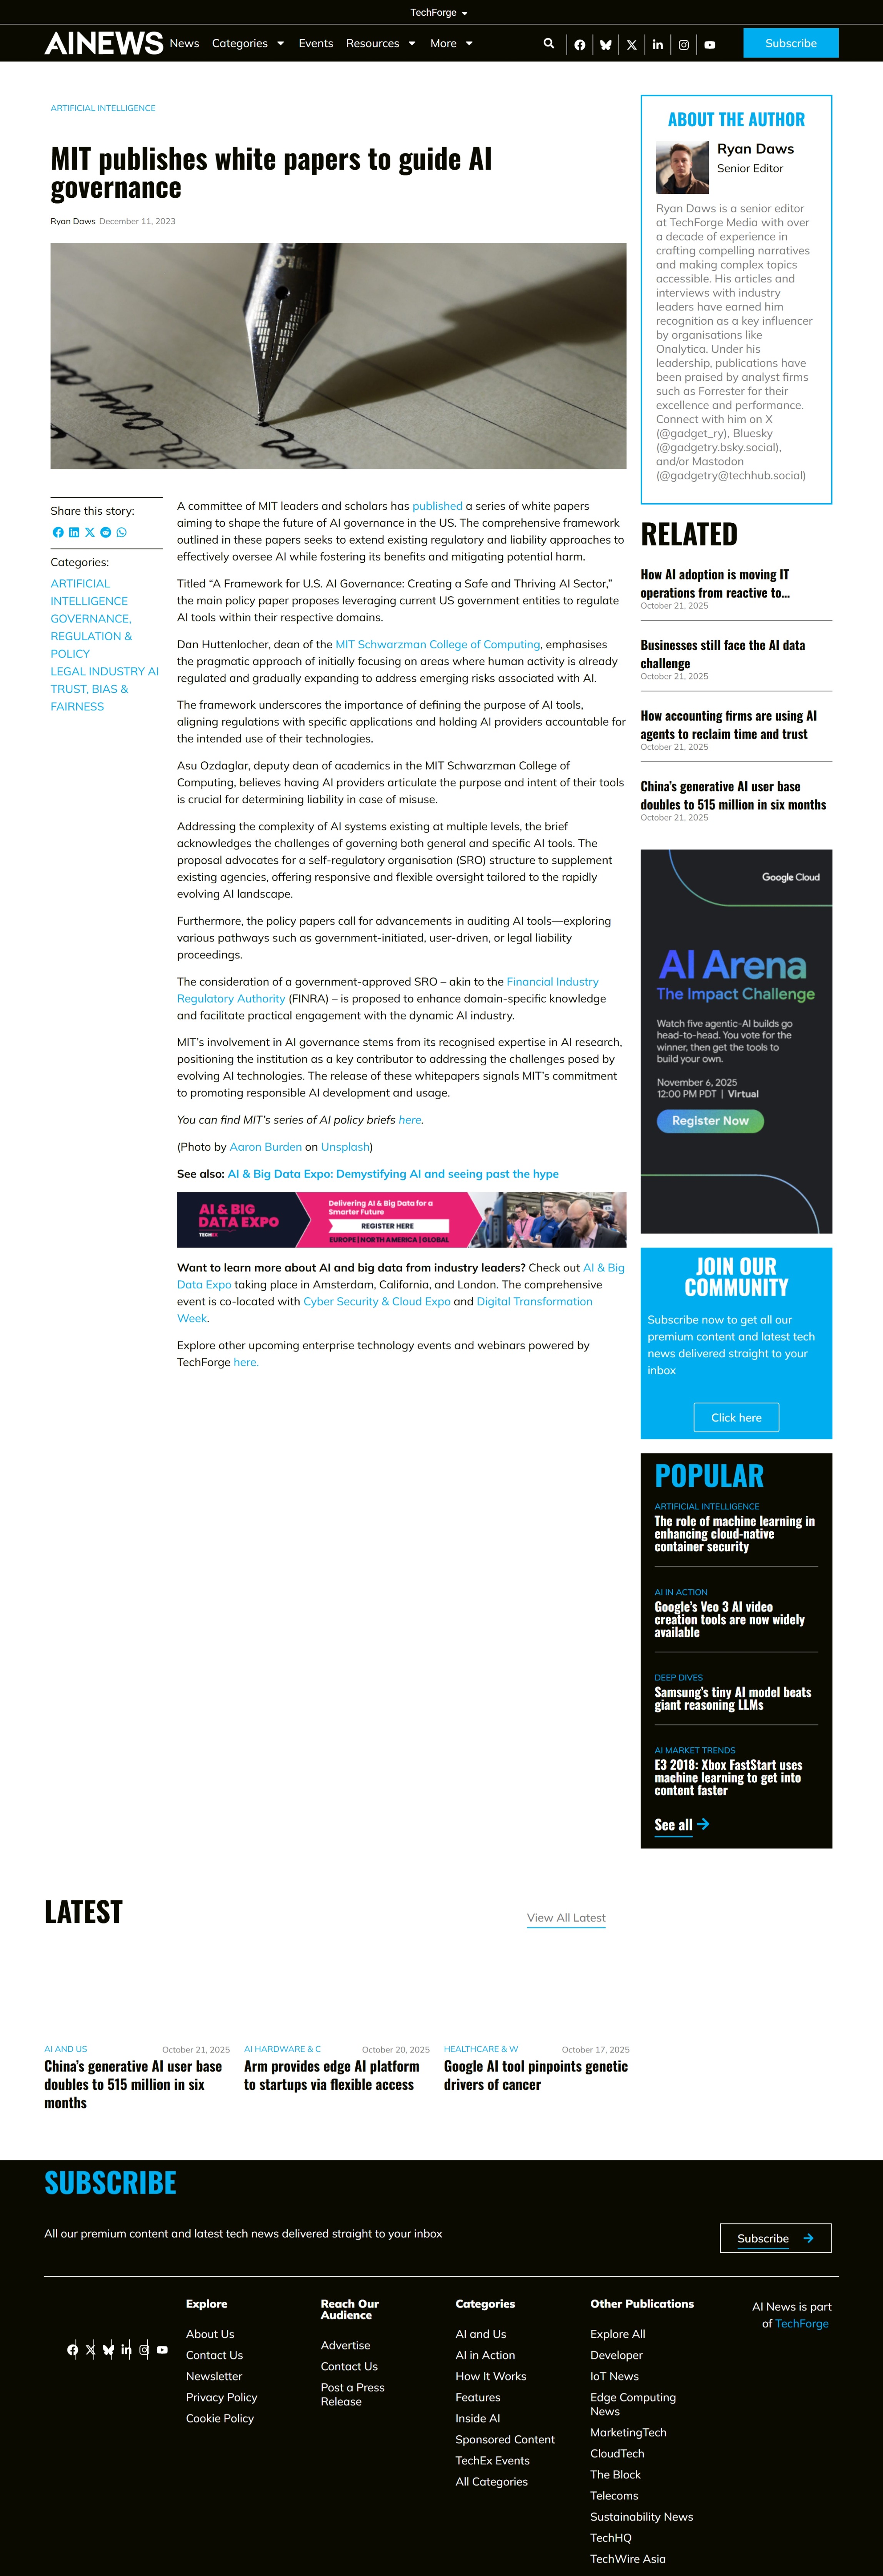 TechForge
AINEWS
News
Categories
Events
Resources
More
Subscribe
ARTIFICIAL INTELLIGENCE
MIT publishes white papers to guide AI
governance
Ryan Daws December 11, 2023
Share this story:
Categories:
ARTIFICIAL
INTELLIGENCE
GOVERNANCE,
REGULATION &
POLICY
LEGAL INDUSTRY AI
TRUST, BIAS &
FAIRNESS
A committee of MIT leaders and scholars has published a series of white papers
aiming to shape the future of AI governance in the US. The comprehensive framework
outlined in these papers seeks to extend existing regulatory and liability approaches to
effectively oversee AI while fostering its benefits and mitigating potential harm.
Titled “A Framework for U.S. AI Governance: Creating a Safe and Thriving AI Sector,”
the main policy paper proposes leveraging current US government entities to regulate
AI tools within their respective domains.
Dan Huttenlocher, dean of the MIT Schwarzman College of Computing, emphasises
the pragmatic approach of initially focusing on areas where human activity is already
regulated and gradually expanding to address emerging risks associated with AI.
The framework underscores the importance of defining the purpose of AI tools,
aligning regulations with specific applications and holding AI providers accountable for
the intended use of their technologies.
Asu Ozdaglar, deputy dean of academics in the MIT Schwarzman College of
Computing, believes having AI providers articulate the purpose and intent of their tools
is crucial for determining liability in case of misuse.
Addressing the complexity of AI systems existing at multiple levels, the brief
acknowledges the challenges of governing both general and specific AI tools. The
proposal advocates for a self-regulatory organisation (SRO) structure to supplement
existing agencies, offering responsive and flexible oversight tailored to the rapidly
evolving AI landscape.
Furthermore, the policy papers call for advancements in auditing AI tools—exploring
various pathways such as government-initiated, user-driven, or legal liability
proceedings.
The consideration of a government-approved SRO – akin to the Financial Industry
Regulatory Authority (FINRA) – is proposed to enhance domain-specific knowledge
and facilitate practical engagement with the dynamic AI industry.
MIT’s involvement in AI governance stems from its recognised expertise in AI research,
positioning the institution as a key contributor to addressing the challenges posed by
evolving AI technologies. The release of these whitepapers signals MIT’s commitment
to promoting responsible AI development and usage.
You can find MIT’s series of AI policy briefs here.
(Photo by Aaron Burden on Unsplash)
See also: AI & Big Data Expo: Demystifying AI and seeing past the hype
AI & BIG
DATA EXPO
TECHEX
Delivering AI & Big Data for a
Smarter Future
REGISTER HERE
EUROPE | NORTH AMERICA | GLOBAL
Want to learn more about AI and big data from industry leaders? Check out AI & Big
Data Expo taking place in Amsterdam, California, and London. The comprehensive
event is co-located with Cyber Security & Cloud Expo and Digital Transformation
Week.
Explore other upcoming enterprise technology events and webinars powered by
TechForge here.
ABOUT THE AUTHOR
Ryan Daws
Senior Editor
Ryan Daws is a senior editor
at TechForge Media with over
a decade of experience in
crafting compelling narratives
and making complex topics
accessible. His articles and
interviews with industry
leaders have earned him
recognition as a key influencer
by organisations like
Onalytica. Under his
leadership, publications have
been praised by analyst firms
such as Forrester for their
excellence and performance.
Connect with him on X
(@gadget_ry), Bluesky
(@gadgetry.bsky.social),
and/or Mastodon
(@gadgetry@techhub.social)
RELATED
How AI adoption is moving IT
operations from reactive to...
October 21, 2025
Businesses still face the AI data
challenge
October 21, 2025
How accounting firms are using AI
agents to reclaim time and trust
October 21, 2025
China’s generative AI user base
doubles to 515 million in six months
October 21, 2025
Google Cloud
AI Arena
The Impact Challenge
Watch five agentic-AI builds go
head-to-head. You vote for the
winner, then get the tools to
build your own.
November 6, 2025
12:00 PM PDT | Virtual
Register Now
JOIN OUR
COMMUNITY
Subscribe now to get all our
premium content and latest tech
news delivered straight to your
inbox
Click here
POPULAR
ARTIFICIAL INTELLIGENCE
The role of machine learning in
enhancing cloud-native
container security
AI IN ACTION
Google’s Veo 3 AI video
creation tools are now widely
available
DEEP DIVES
Samsung’s tiny AI model beats
giant reasoning LLMs
AI MARKET TRENDS
E3 2018: Xbox FastStart uses
machine learning to get into
content faster
See all
LATEST
View All Latest
AI AND US
October 21, 2025
China’s generative AI user base
doubles to 515 million in six
months
AI HARDWARE & C
October 20, 2025
Arm provides edge AI platform
to startups via flexible access
HEALTHCARE & W
October 17, 2025
Google AI tool pinpoints genetic
drivers of cancer
SUBSCRIBE
All our premium content and latest tech news delivered straight to your inbox
Subscribe
Explore
About Us
Contact Us
Newsletter
Privacy Policy
Cookie Policy
Reach Our
Audience
Advertise
Contact Us
Post a Press
Release
Categories
AI and Us
AI in Action
How It Works
Features
Inside AI
Sponsored Content
TechEx Events
All Categories
Other Publications
Explore All
Developer
IoT News
Edge Computing
News
MarketingTech
CloudTech
The Block
Telecoms
Sustainability News
TechHQ
TechWire Asia
AI News is part
of TechForge